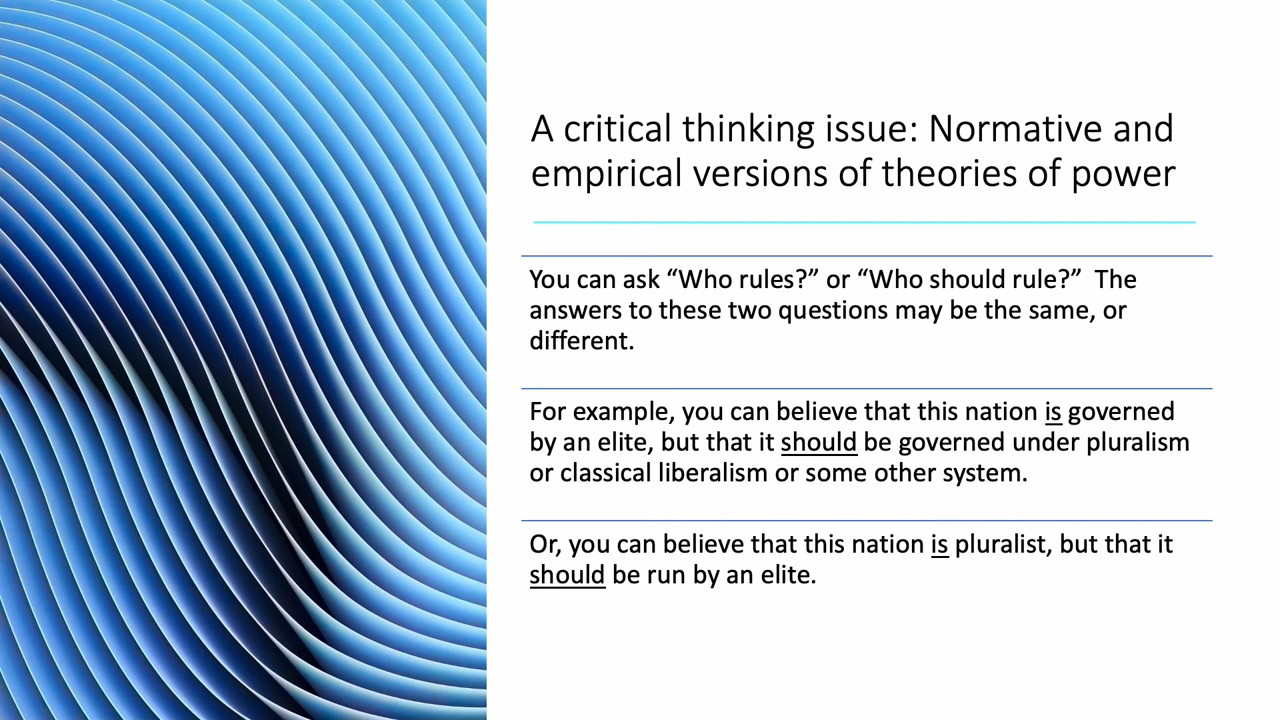 A critical thinking issue: Normative and
empirical versions of theories of power
You can ask “Who rules?” or “Who should rule?”  The
answers to these two questions may be the same, or
different.
For example, you can believe that this nation is governed
by an elite, but that it should be governed under pluralism
or classical liberalism or some other system.
Or, you can believe that this nation is pluralist, but that it
should be run by an elite.